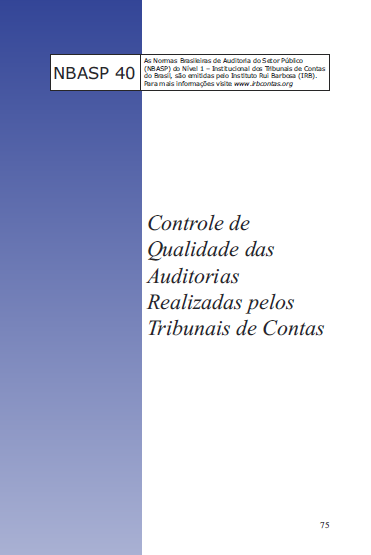 NBASP 40
As Normas Brasileiras de Auditoria do Setor Público
(NBASP) do Nível 1 – Institucional dos Tribunais de Contas
do Brasil, são emitidas pelo Instituto Rui Barbosa (IRB).
Para mais informações visite www.irbcontas.org
Controle de
Qualidade das
Auditorias
Realizadas pelos
Tribunais de Contas
75